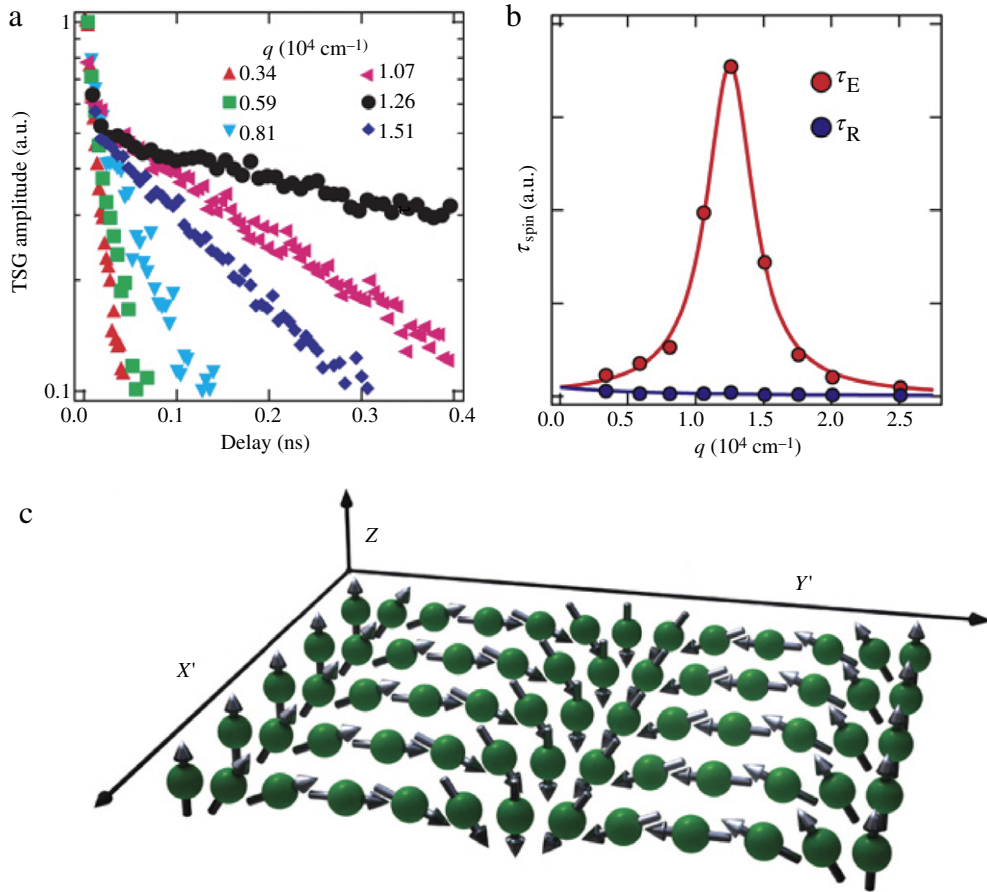 a
q (10⁴ cm⁻¹)
0.34
1.07
0.59
1.26
0.81
1.51
TSG amplitude (a.u.)
1
0.1
0.0
0.1
0.2
0.3
0.4
Delay (ns)
b
τE
τR
τspin (a.u.)
0.0
0.5
1.0
1.5
2.0
2.5
q (10⁴ cm⁻¹)
c
Z
Y'
X'